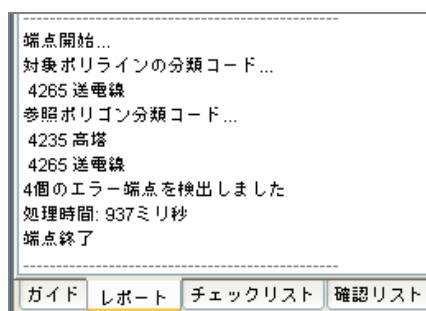 ----------------------------------------------------
端点開始...
対象ポリラインの分類コード...
4265 送電線
参照ポリゴン分類コード...
4235 高塔
4265 送電線
4個のエラー端点を検出しました
処理時間: 937ミリ秒
端点終了
----------------------------------------------------
ガイド レポート チェックリスト 確認リスト